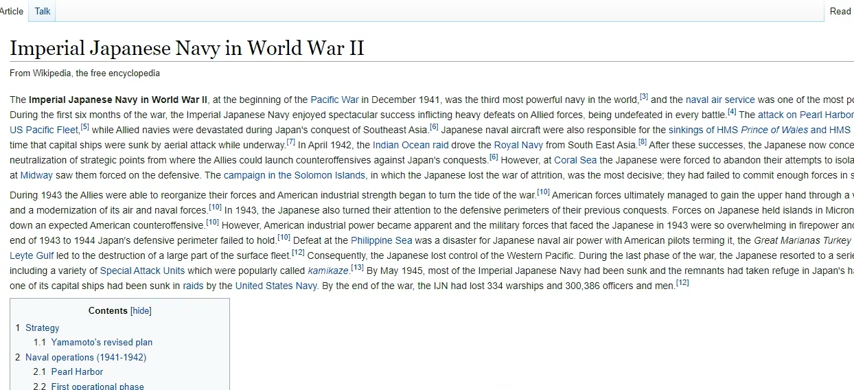 Article Talk Read
Imperial Japanese Navy in World War II
From Wikipedia, the free encyclopedia
The Imperial Japanese Navy in World War II, at the beginning of the Pacific War in December 1941, was the third most powerful navy in the world,[3] and the naval air service was one of the most
During the first six months of the war, the Imperial Japanese Navy enjoyed spectacular success inflicting heavy defeats on Allied forces, being undefeated in every battle.[4] The attack on Pearl Harbor
US Pacific Fleet,[5] while Allied navies were devastated during Japan's conquest of Southeast Asia.[6] Japanese naval aircraft were also responsible for the sinkings of HMS Prince of Wales and HMS
time that capital ships were sunk by aerial attack while underway.[7] In April 1942, the Indian Ocean raid drove the Royal Navy from South East Asia.[8] After these successes, the Japanese now
neutralization of strategic points from where the Allies could launch counteroffensives against Japan's conquests.[6] However, at Coral Sea the Japanese were forced to abandon their attempts to
at Midway saw them forced on the defensive. The campaign in the Solomon Islands, in which the Japanese lost the war of attrition, was the most decisive; they had failed to commit enough forces in
During 1943 the Allies were able to reorganize their forces and American industrial strength began to turn the tide of the war.[10] American forces ultimately managed to gain the upper hand through a
and a modernization of its air and naval forces.[10] In 1943, the Japanese also turned their attention to the defensive perimeters of their previous conquests. Forces on Japanese held islands in
down an expected American counteroffensive.[10] However, American industrial power became apparent and the military forces that faced the Japanese in 1943 were so overwhelming in firepower and
end of 1943 to 1944 Japan's defensive perimeter failed to hold.[10] Defeat at the Philippine Sea was a disaster for Japanese naval air power with American pilots terming it, the Great Marianas Turkey
Leyte Gulf led to the destruction of a large part of the surface fleet.[12] Consequently, the Japanese lost control of the Western Pacific. During the last phase of the war, the Japanese resorted to a
including a variety of Special Attack Units which were popularly called kamikaze.[13] By May 1945, most of the Imperial Japanese Navy had been sunk and the remnants had taken refuge in Japan's
one of its capital ships had been sunk in raids by the United States Navy. By the end of the war, the IJN had lost 334 warships and 300,386 officers and men.[12]
Contents [hide]
1 Strategy
1.1 Yamamoto's revised plan
2 Naval operations (1941-1942)
2.1 Pearl Harbor
2.2 First operational phase